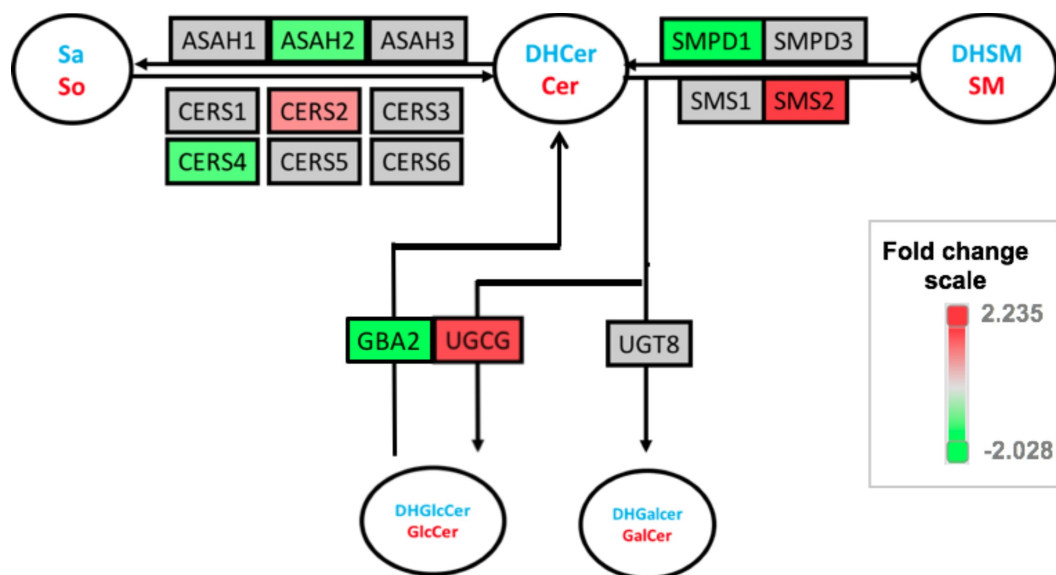 ASAH1 ASAH2 ASAH3
SMPD1 SMPD3
Sa
So
DHCer
Cer
DHSM
SM
CERS1 CERS2 CERS3
SMS1 SMS2
CERS4 CERS5 CERS6
Fold change
scale
2.235
-2.028
GBA2 UGCG
UGT8
DHGlcCer
GlcCer
DHGalcer
GalCer